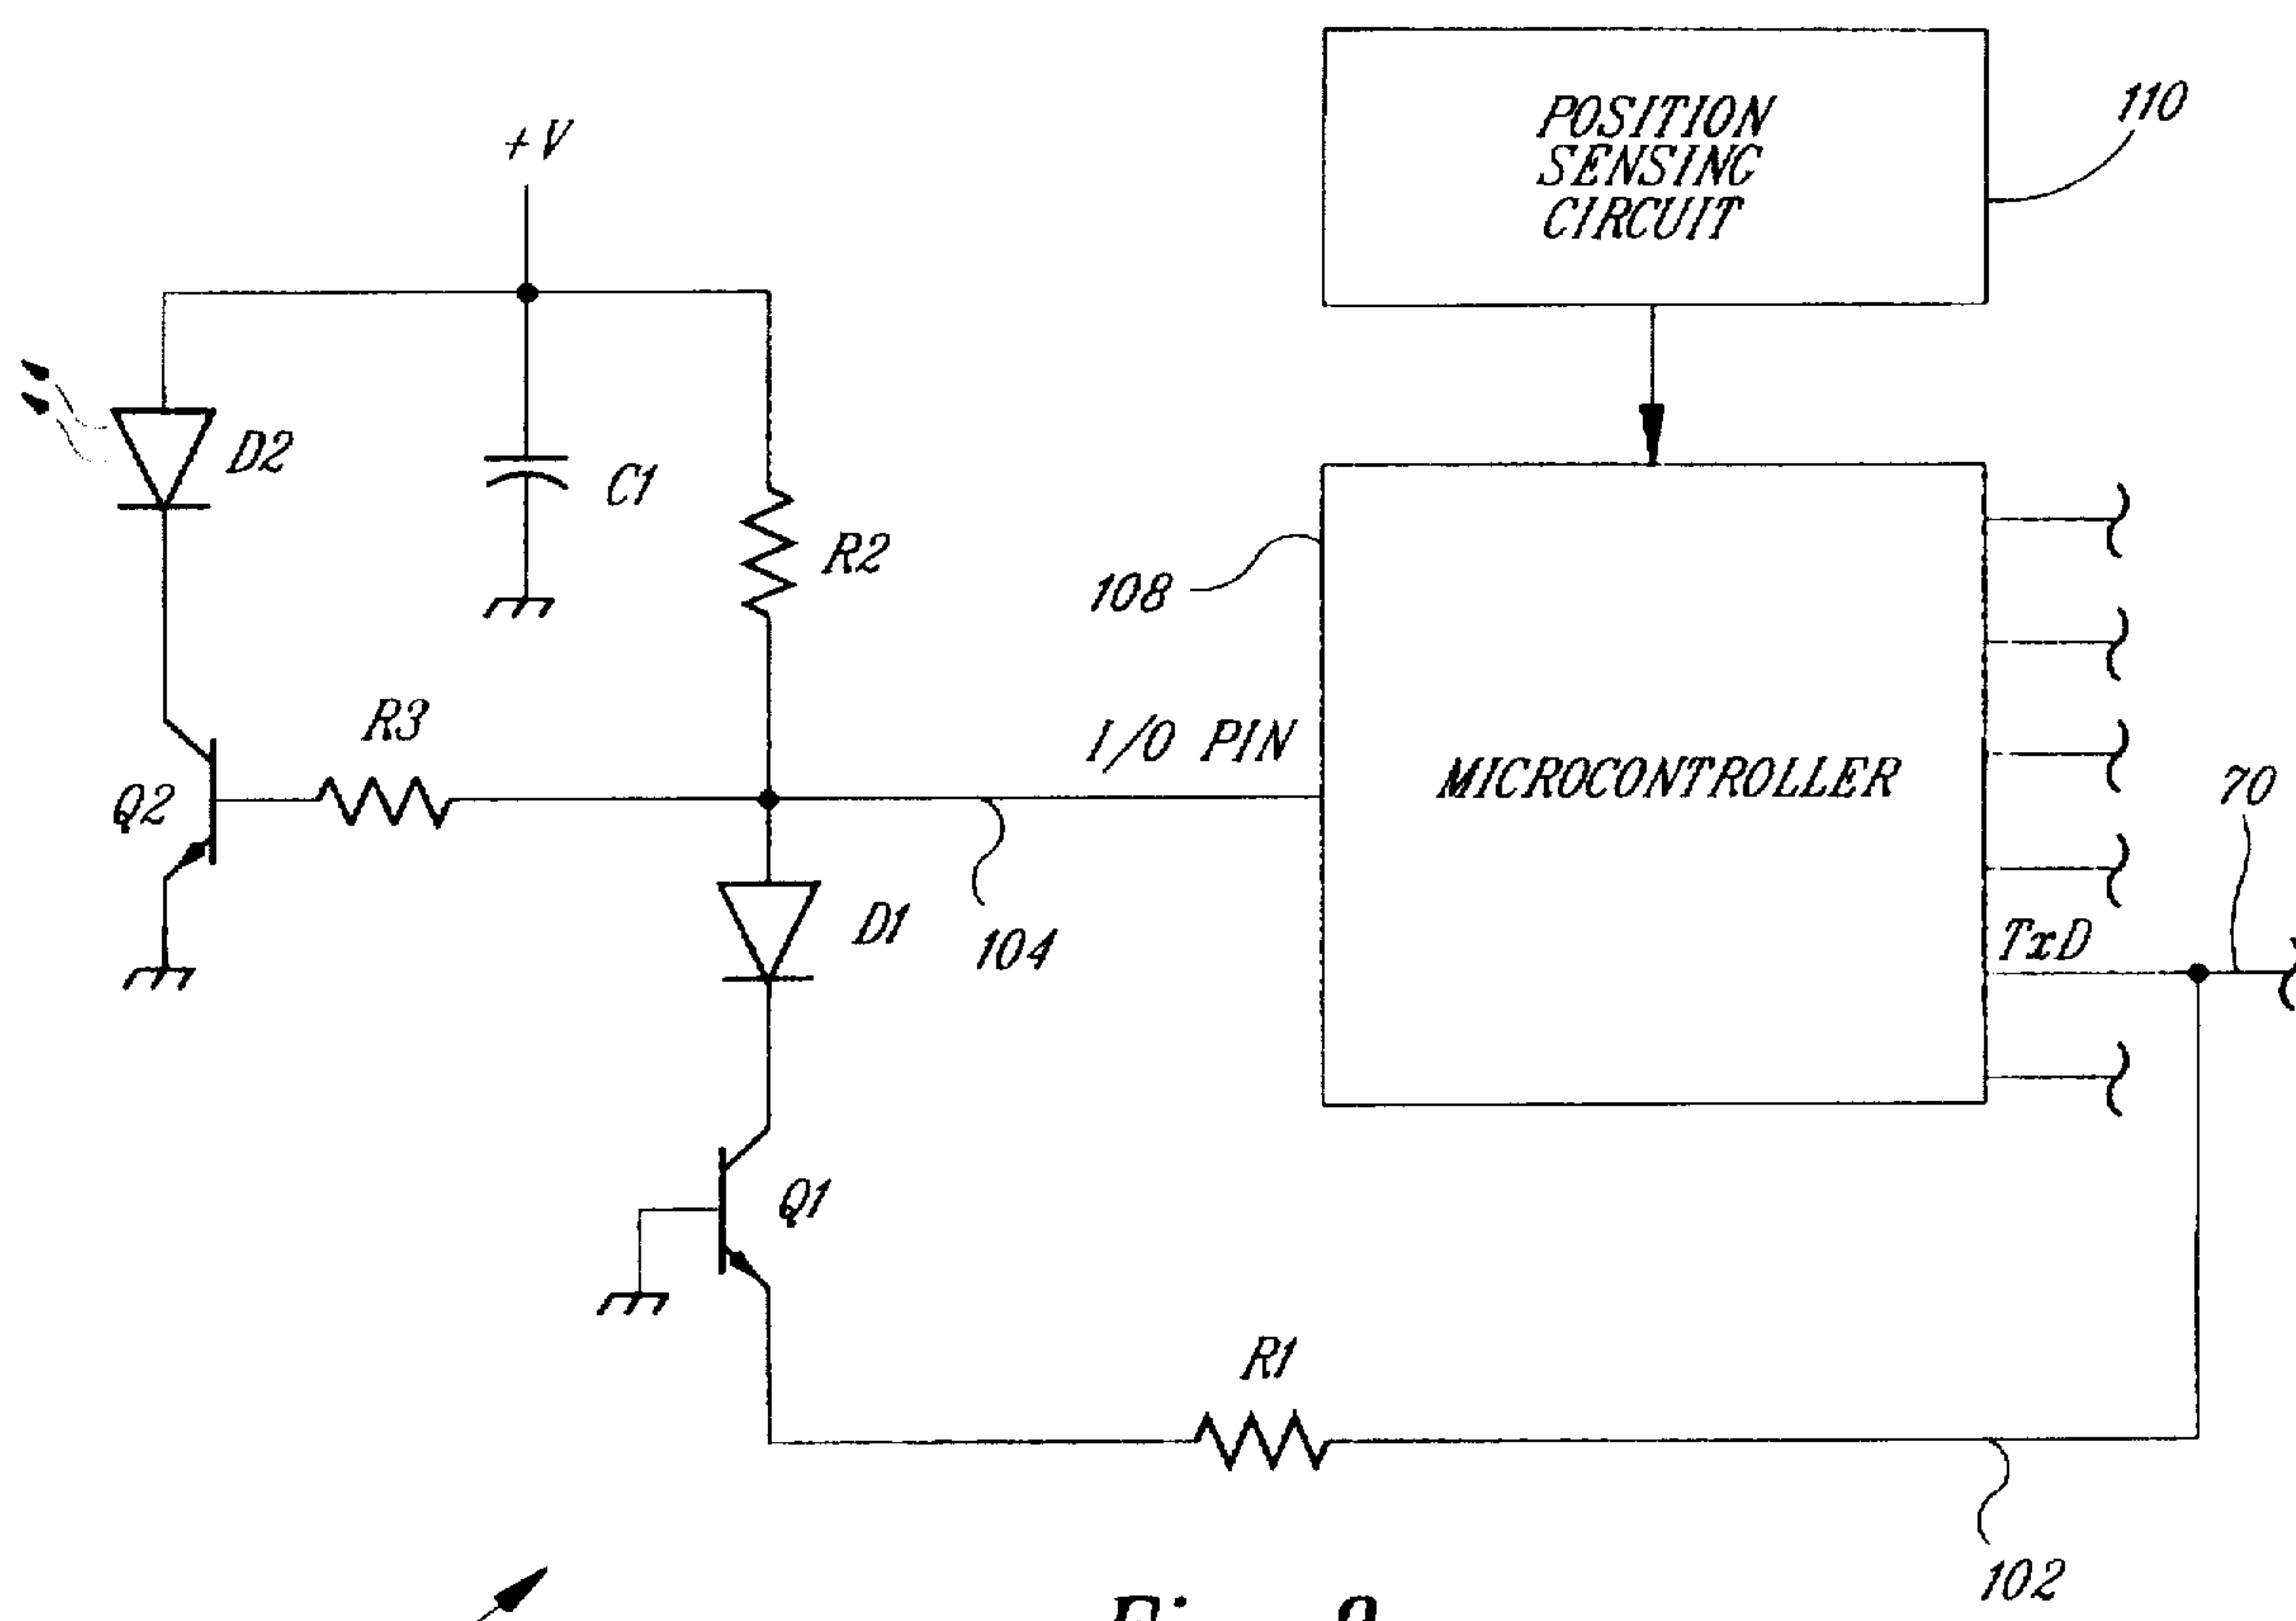 POSITION
SENSING
CIRCUIT
110
+V
D2
C1
R2
108
R3
I/O PIN
MICROCONTROLLER
70
Q2
D1
104
TxD
Q1
R1
102